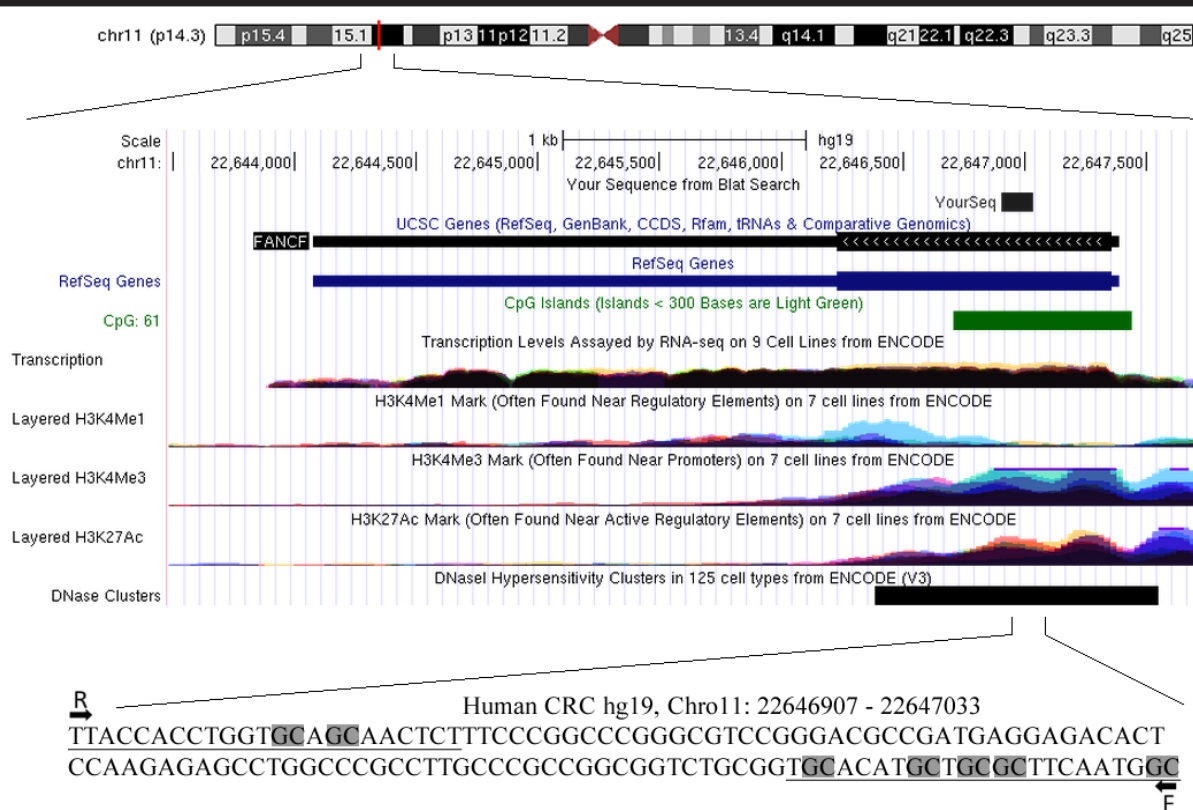 chr11 (p14.3) p15.4 15.1 p13 11p12 11.2 13.4 q14.1 q21 22.1 q22.3 q23.3 q25
Scale 1 kb hg19
chr11: 22,644,000 22,644,500 22,645,000 22,645,500 22,646,000 22,646,500 22,647,000 22,647,500
Your Sequence from Blat Search
YourSeq
UCSC Genes (RefSeq, GenBank, CCDS, Rfam, tRNAs & Comparative Genomics)
FANCF
RefSeq Genes
RefSeq Genes
CpG Islands (Islands < 300 Bases are Light Green)
CpG: 61
Transcription Levels Assayed by RNA-seq on 9 Cell Lines from ENCODE
Transcription
H3K4Me1 Mark (Often Found Near Regulatory Elements) on 7 cell lines from ENCODE
Layered H3K4Me1
H3K4Me3 Mark (Often Found Near Promoters) on 7 cell lines from ENCODE
Layered H3K4Me3
H3K27Ac Mark (Often Found Near Active Regulatory Elements) on 7 cell lines from ENCODE
Layered H3K27Ac
DNaseI Hypersensitivity Clusters in 125 cell types from ENCODE (V3)
DNase Clusters
R
Human CRC hg19, Chro11: 22646907 - 22647033
TTACCACCTGGTGCAGCAACTCTTTCCCGGCCCGGGCGTCCGGGACGCCGATGAGGAGACACT
CCAAGAGAGCCTGGCCCGCCTTGCCCGCCGGCGGTCTGCGGTGCACATGCTGCGCTTCAATGGC
F